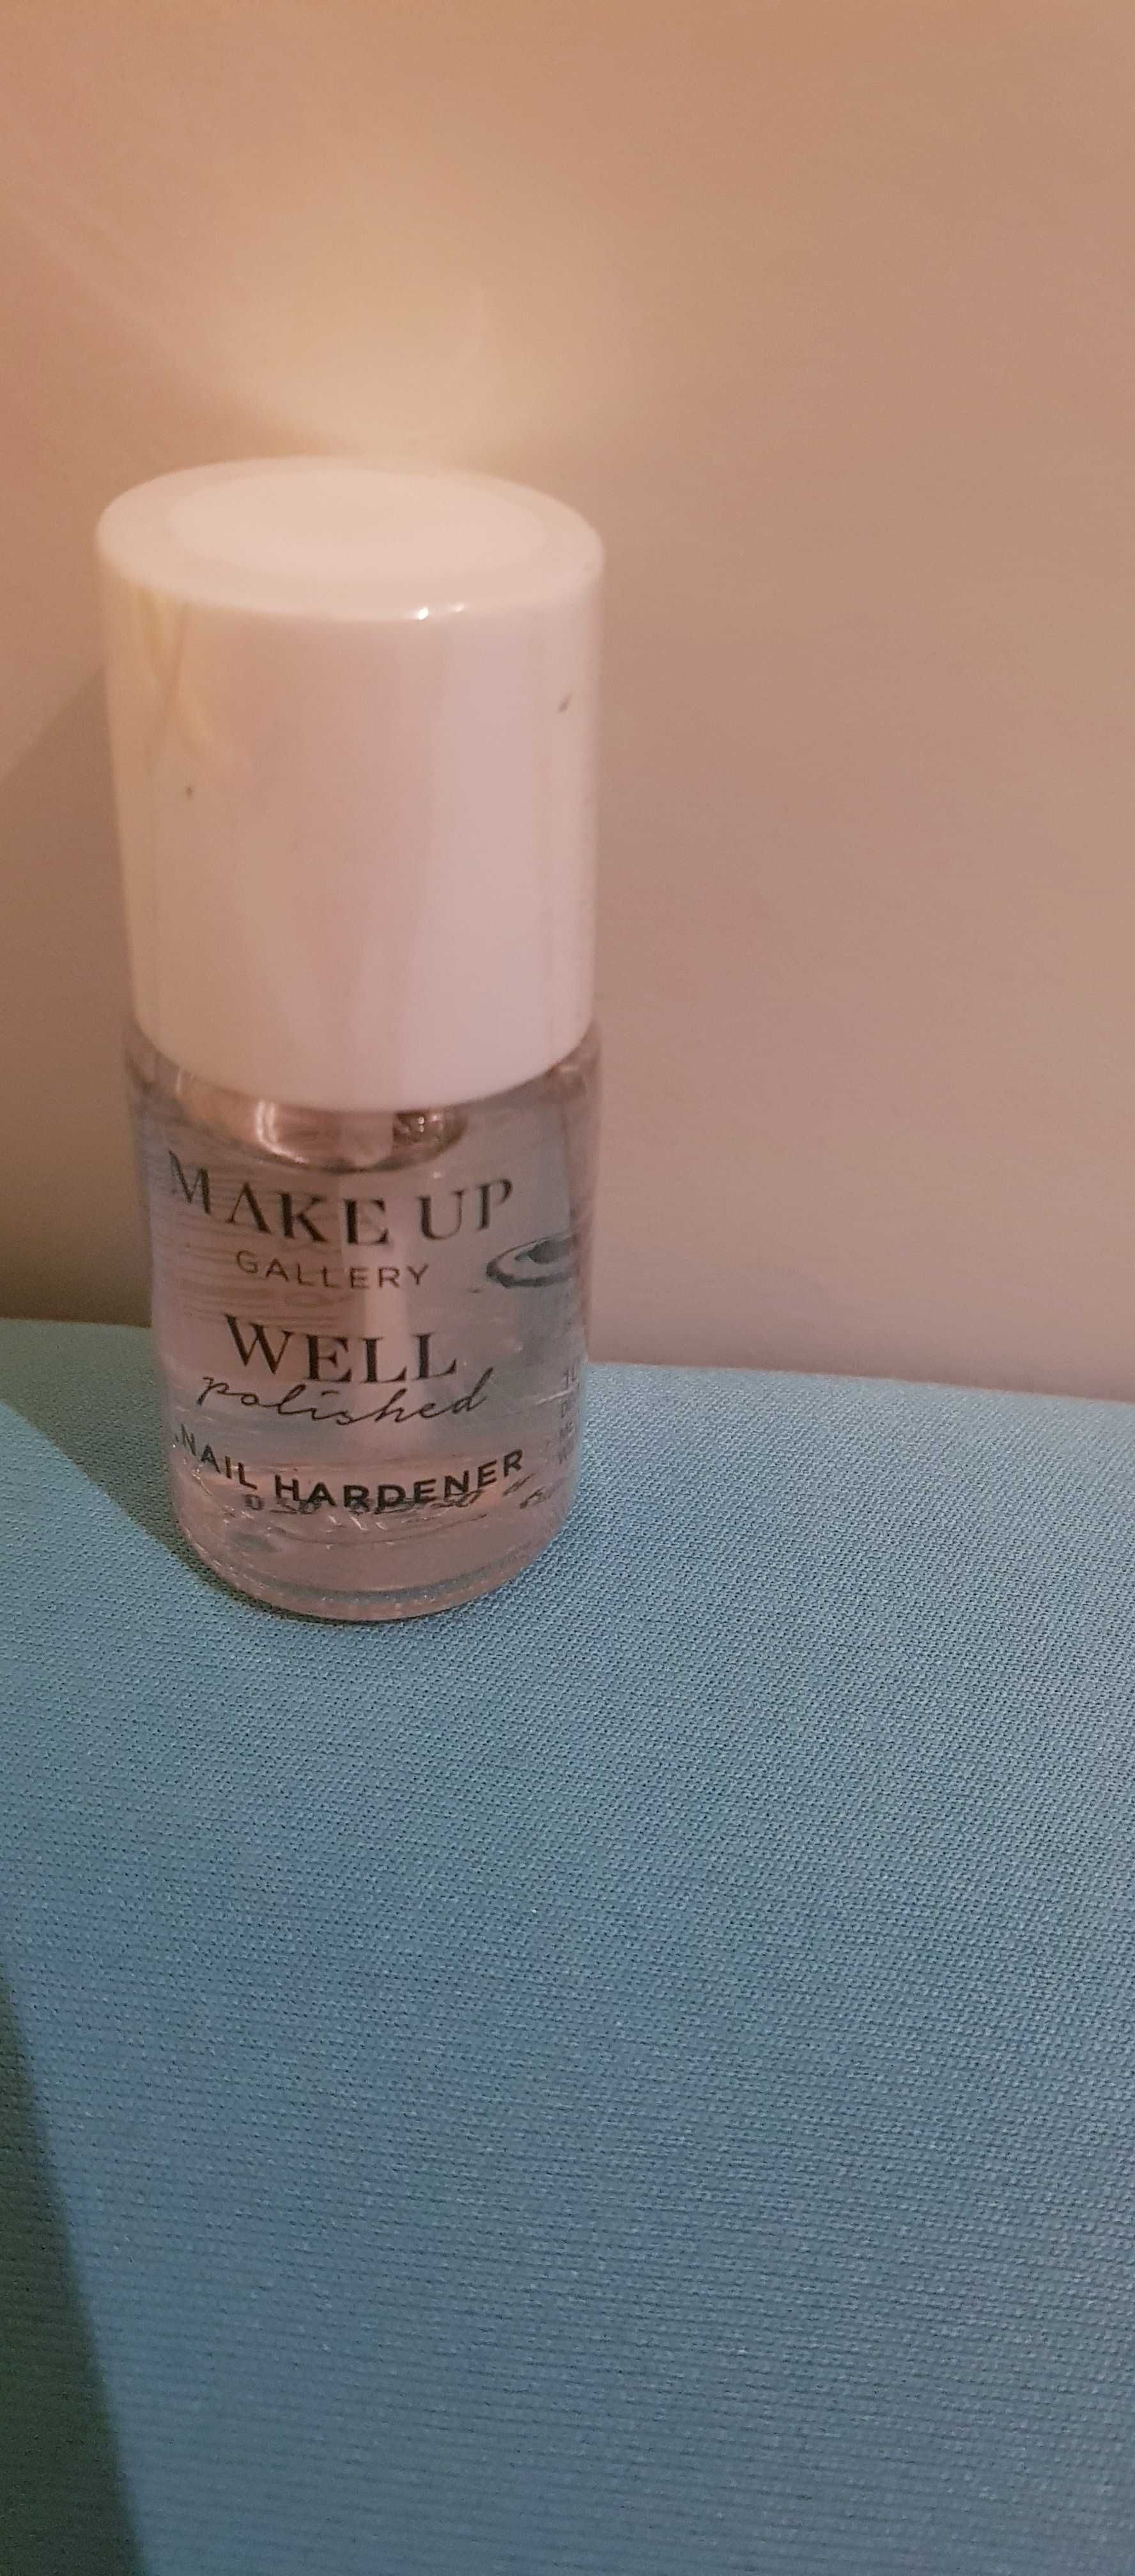 MAKE UP
GALLERY
WELL
polished
NAIL HARDENER